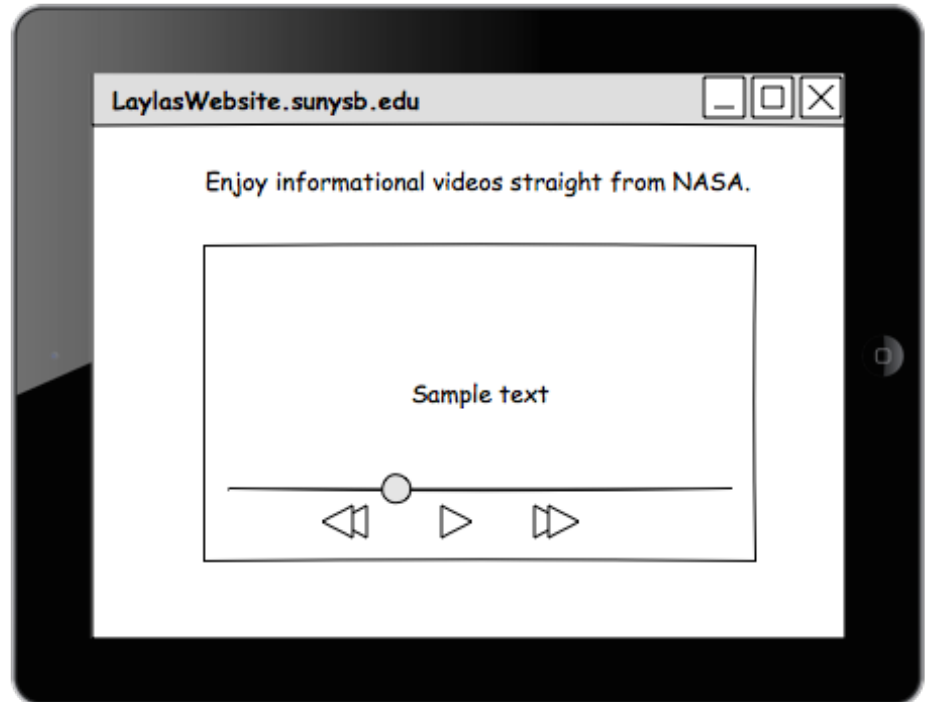 LaylasWebsite.sunysb.edu
Enjoy informational videos straight from NASA.
Sample text